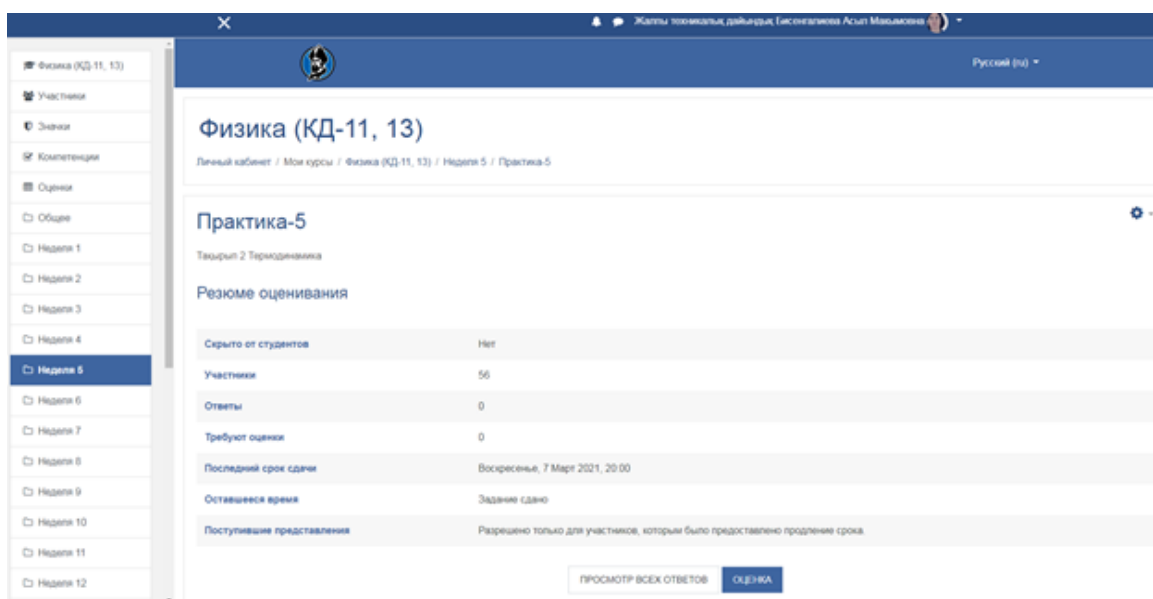 Жалпы техникалық дайындық Бисенгалиева Асыл Максымовна
Русский (ru)
Физика (КД-11, 13)
Участники
Значки
Компетенции
Оценки
Общее
Неделя 1
Неделя 2
Неделя 3
Неделя 4
Неделя 5
Неделя 6
Неделя 7
Неделя 8
Неделя 9
Неделя 10
Неделя 11
Неделя 12
Физика (КД-11, 13)
Личный кабинет / Мои курсы / Физика (КД-11, 13) / Неделя 5 / Практика-5
Практика-5
Тақырып 2 Термодинамика
Резюме оценивания
Скрыто от студентов Нет
Участники 56
Ответы 0
Требуют оценки 0
Последний срок сдачи Воскресенье, 7 Март 2021, 20:00
Оставшееся время Задание сдано
Поступившие представления Разрешено только для участников, которым было предоставлено продление срока.
ПРОСМОТР ВСЕХ ОТВЕТОВ ОЦЕНКА